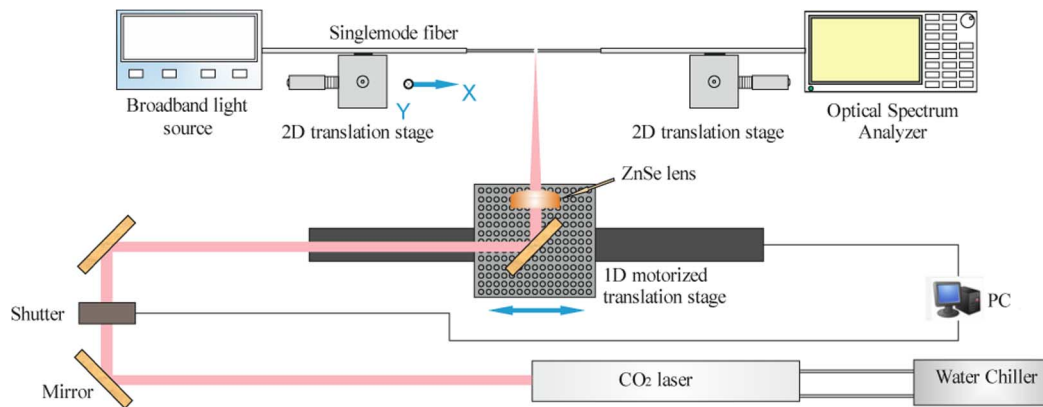 Singlemode fiber
Broadband light
source
Y
X
2D translation stage
2D translation stage
Optical Spectrum
Analyzer
ZnSe lens
1D motorized
translation stage
Shutter
PC
Mirror
CO₂ laser
Water Chiller